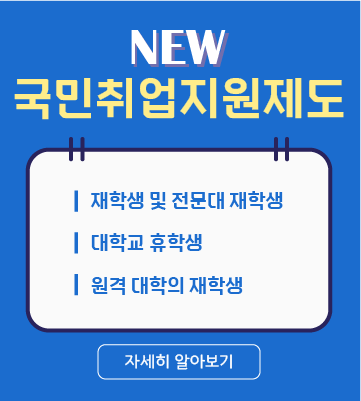 NEW
국민취업지원제도
재학생 및 전문대 재학생
대학교 휴학생
원격 대학의 재학생
자세히 알아보기